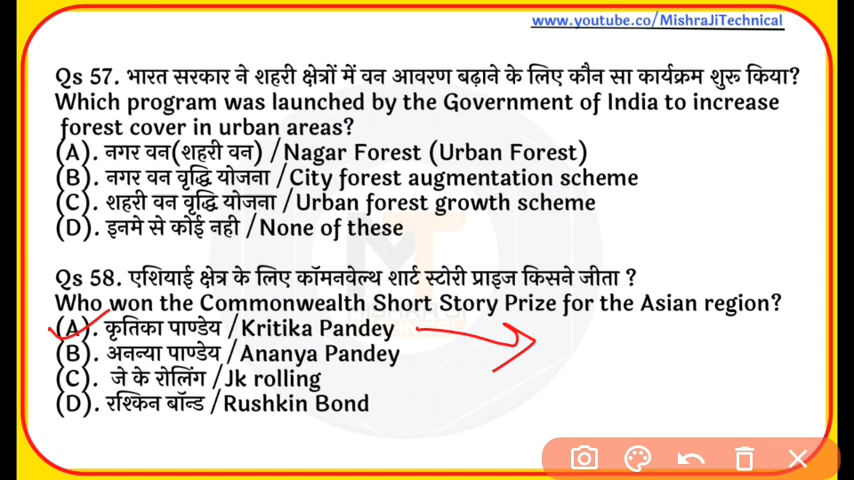 www.youtube.co/MishraJiTechnical
Qs 57. भारत सरकार ने शहरी क्षेत्रों में वन आवरण बढ़ाने के लिए कौन सा कार्यक्रम शुरू किया?
Which program was launched by the Government of India to increase
forest cover in urban areas?
(A). नगर वन(शहरी वन) /Nagar Forest (Urban Forest)
(B). नगर वन वृद्धि योजना /City forest augmentation scheme
(C). शहरी वन वृद्धि योजना /Urban forest growth scheme
(D). इनमे से कोई नही /None of these
Qs 58. एशियाई क्षेत्र के लिए कॉमनवेल्थ शार्ट स्टोरी प्राइज किसने जीता ?
Who won the Commonwealth Short Story Prize for the Asian region?
(A). कृतिका पाण्डेय /Kritika Pandey
(B). अनन्या पाण्डेय /Ananya Pandey
(C). जे के रोलिंग /Jk rolling
(D). रश्किन बॉन्ड /Rushkin Bond